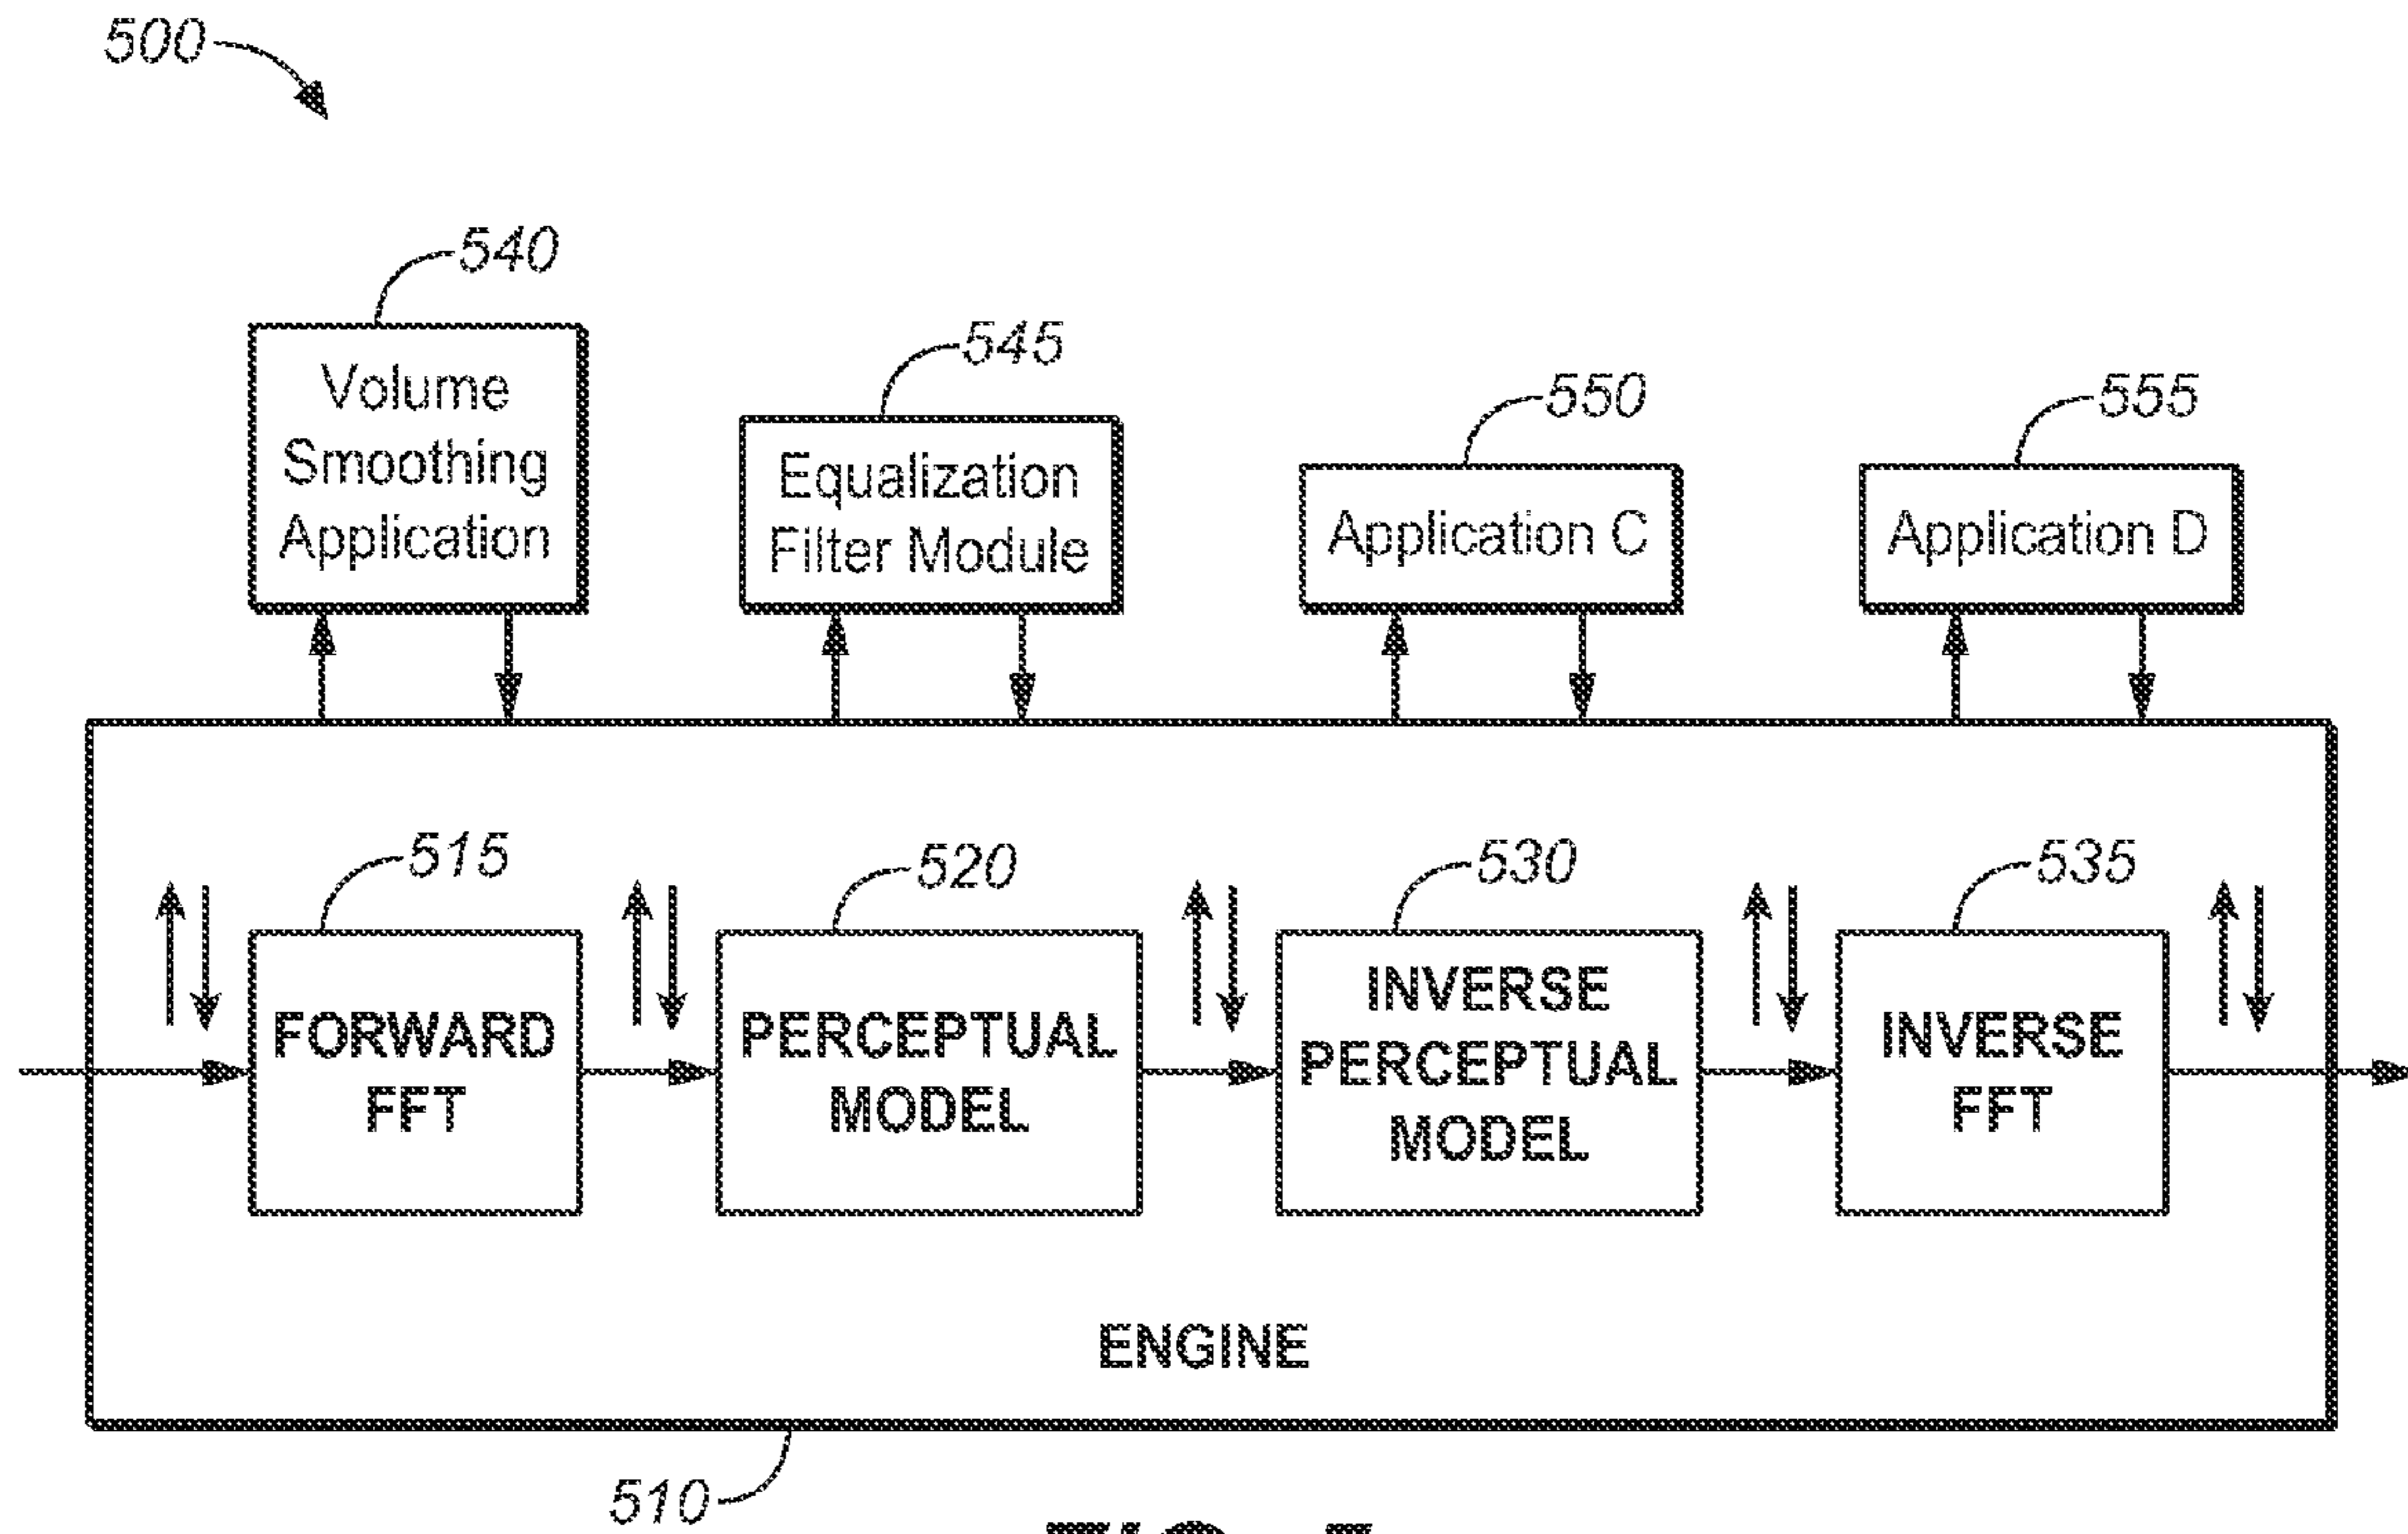 500
540
Volume
Smoothing
Application
545
Equalization
Filter Module
550
Application C
555
Application D
515
FORWARD
FFT
520
PERCEPTUAL
MODEL
530
INVERSE
PERCEPTUAL
MODEL
535
INVERSE
FFT
ENGINE
510